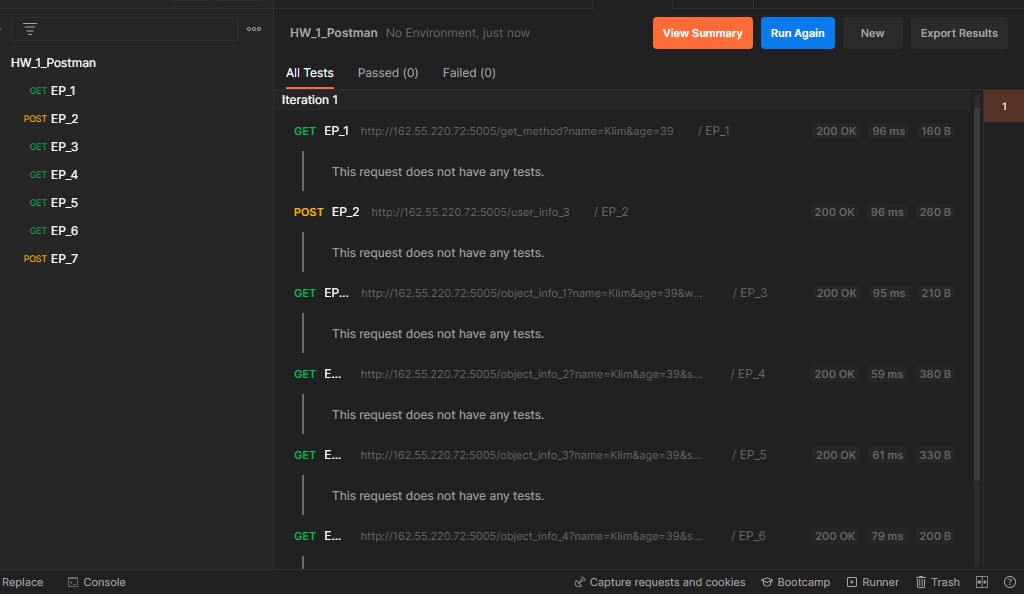 HW_1_Postman No Environment, just now View Summary Run Again New Export Results
HW_1_Postman
GET EP_1
POST EP_2
GET EP_3
GET EP_4
GET EP_5
GET EP_6
POST EP_7
All Tests Passed (0) Failed (0)
Iteration 1
1
GET EP_1 http://162.55.220.72:5005/get_method?name=Klim&age=39 / EP_1 200 OK 96 ms 160 B
This request does not have any tests.
POST EP_2 http://162.55.220.72:5005/user_info_3 / EP_2 200 OK 96 ms 260 B
This request does not have any tests.
GET EP... http://162.55.220.72:5005/object_info_1?name=Klim&age=39&w... / EP_3 200 OK 95 ms 210 B
This request does not have any tests.
GET E... http://162.55.220.72:5005/object_info_2?name=Klim&age=39&s... / EP_4 200 OK 59 ms 380 B
This request does not have any tests.
GET E... http://162.55.220.72:5005/object_info_3?name=Klim&age=39&s... / EP_5 200 OK 61 ms 330 B
This request does not have any tests.
GET E... http://162.55.220.72:5005/object_info_4?name=Klim&age=39&s... / EP_6 200 OK 79 ms 200 B
Replace Console Capture requests and cookies Bootcamp Runner Trash